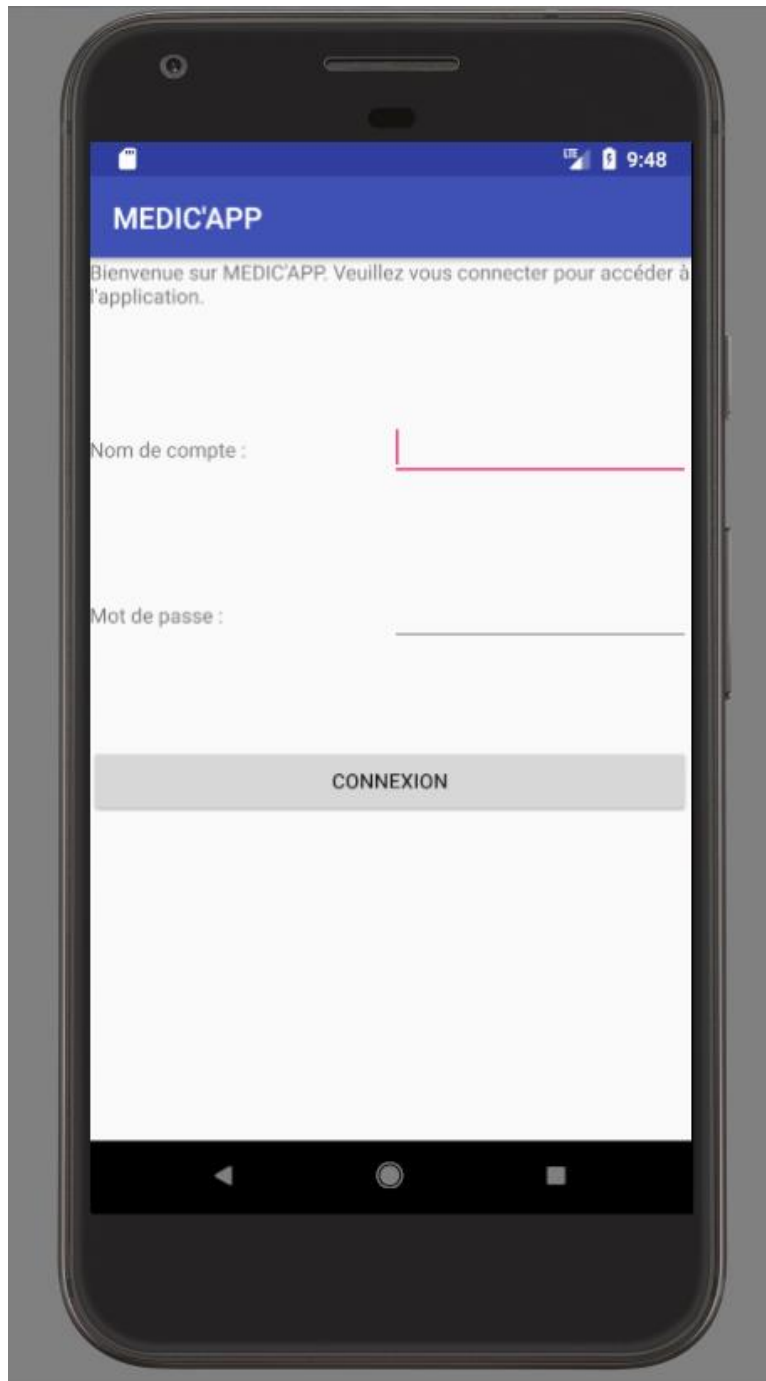 LTE 9:48
MEDIC'APP
Bienvenue sur MEDIC'APP. Veuillez vous connecter pour accéder à
l'application.
Nom de compte :
Mot de passe :
CONNEXION